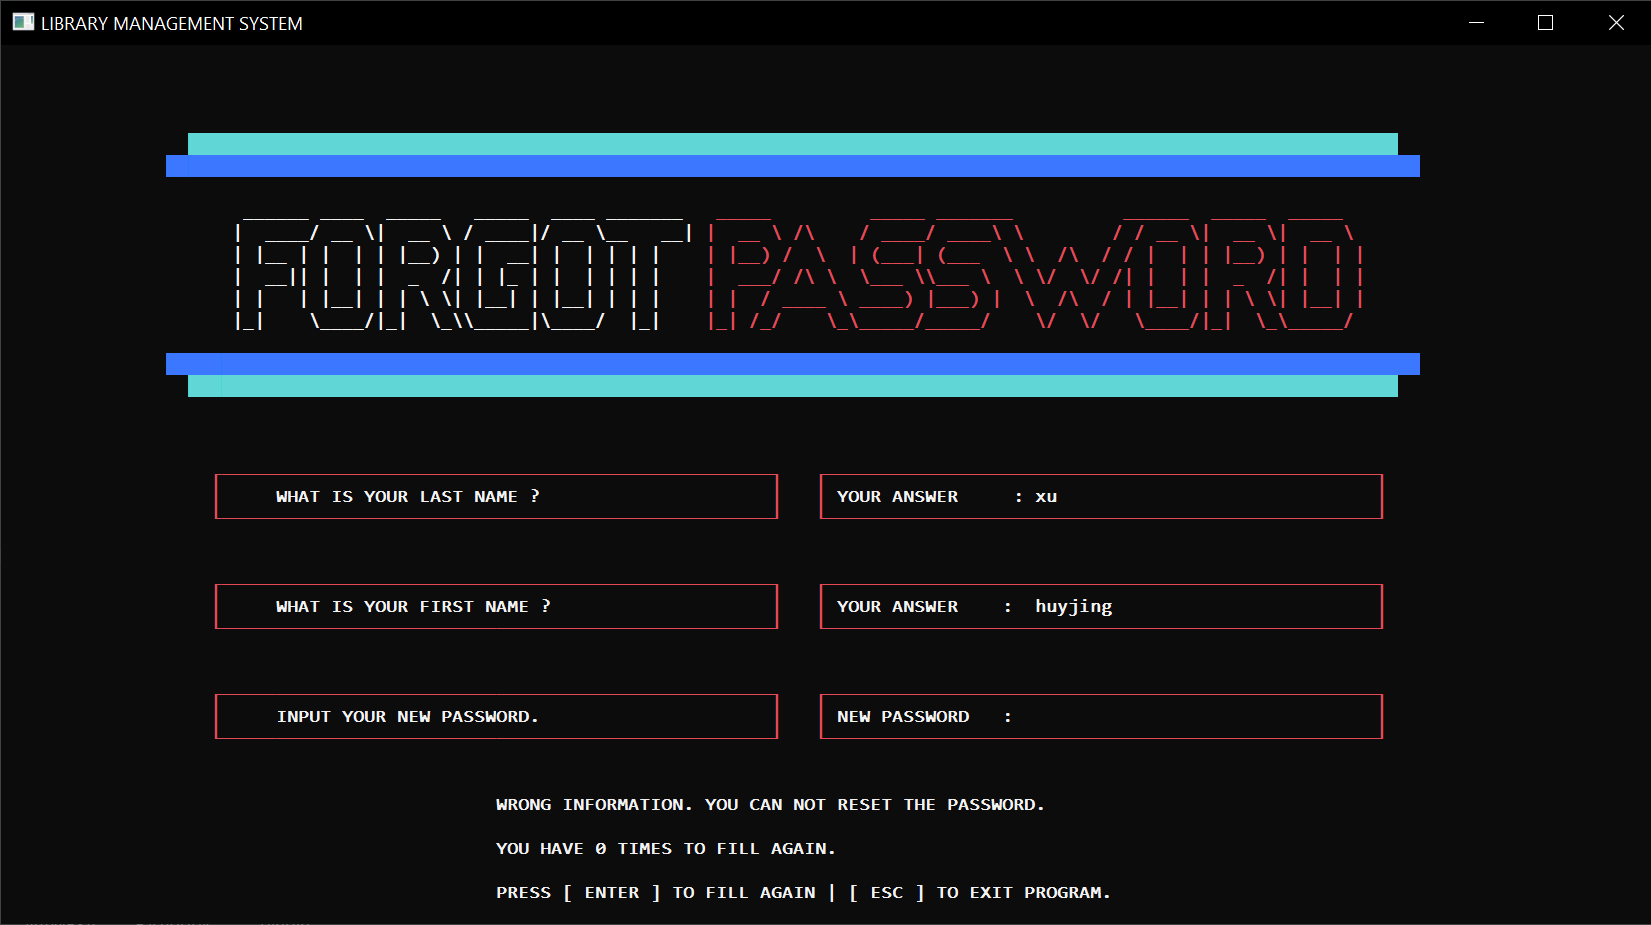 LIBRARY MANAGEMENT SYSTEM
FORGOT PASSWORD
WHAT IS YOUR LAST NAME ?
YOUR ANSWER : xu
WHAT IS YOUR FIRST NAME ?
YOUR ANSWER : huyjing
INPUT YOUR NEW PASSWORD.
NEW PASSWORD :
WRONG INFORMATION. YOU CAN NOT RESET THE PASSWORD.
YOU HAVE 0 TIMES TO FILL AGAIN.
PRESS [ ENTER ] TO FILL AGAIN | [ ESC ] TO EXIT PROGRAM.